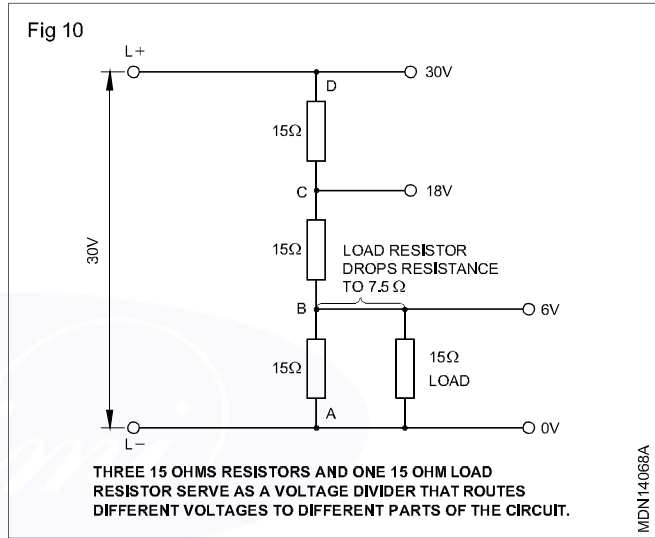 Fig 10
L+
30V
D
15Ω
C
18V
30V
15Ω
LOAD RESISTOR
DROPS RESISTANCE
TO 7.5 Ω
B
6V
15Ω
15Ω
LOAD
A
L–
0V
THREE 15 OHMS RESISTORS AND ONE 15 OHM LOAD
RESISTOR SERVE AS A VOLTAGE DIVIDER THAT ROUTES
DIFFERENT VOLTAGES TO DIFFERENT PARTS OF THE CIRCUIT.
MDN14068A